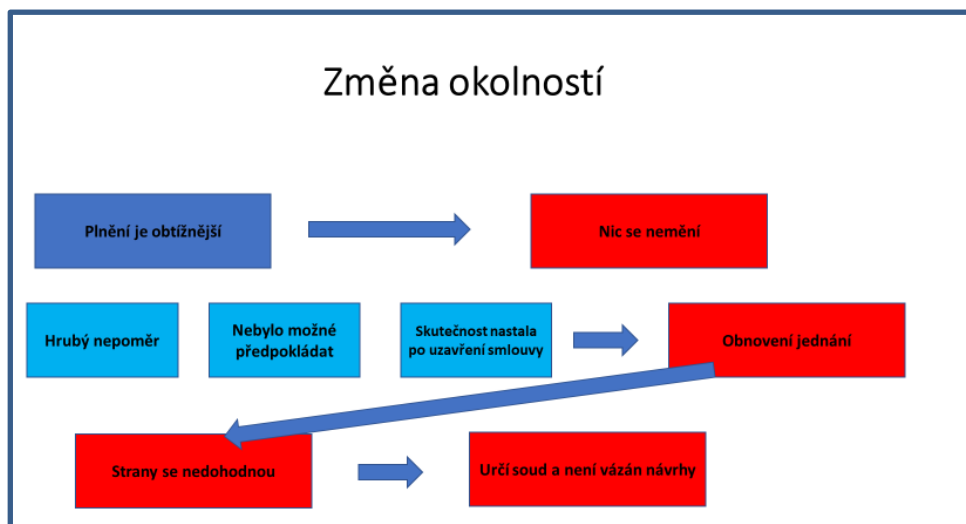 Změna okolností
Plnění je obtížnější
Nic se nemění
Hrubý nepoměr
Nebylo možné
předpokládat
Skutečnost nastala
po uzavření smlouvy
Obnovení jednání
Strany se nedohodnou
Určí soud a není vázán návrhy